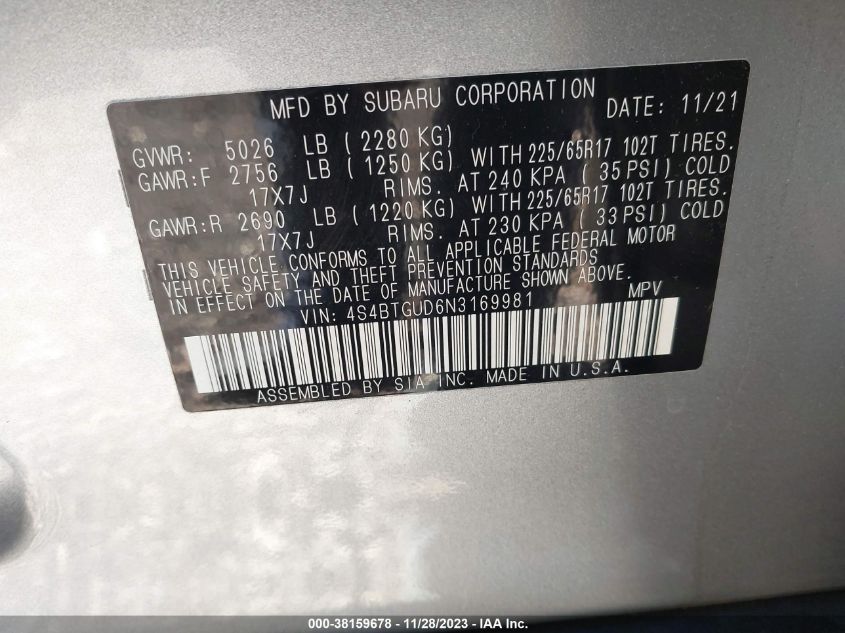 MFD BY SUBARU CORPORATION DATE: 11/21
GVWR: 5026 LB ( 2280 KG)
GAWR:F 2756 LB ( 1250 KG) WITH 225/65R17 102T TIRES.
17X7J RIMS. AT 240 KPA ( 35 PSI) COLD
GAWR:R 2690 LB ( 1220 KG) WITH 225/65R17 102T TIRES.
17X7J RIMS. AT 230 KPA ( 33 PSI) COLD
THIS VEHICLE CONFORMS TO ALL APPLICABLE FEDERAL MOTOR
VEHICLE SAFETY AND THEFT PREVENTION STANDARDS
IN EFFECT ON THE DATE OF MANUFACTURE SHOWN ABOVE.
VIN: 4S4BTGUD6N3169981 MPV
ASSEMBLED BY SIA INC. MADE IN U.S.A.
000-38159678 - 11/28/2023 - IAA Inc.